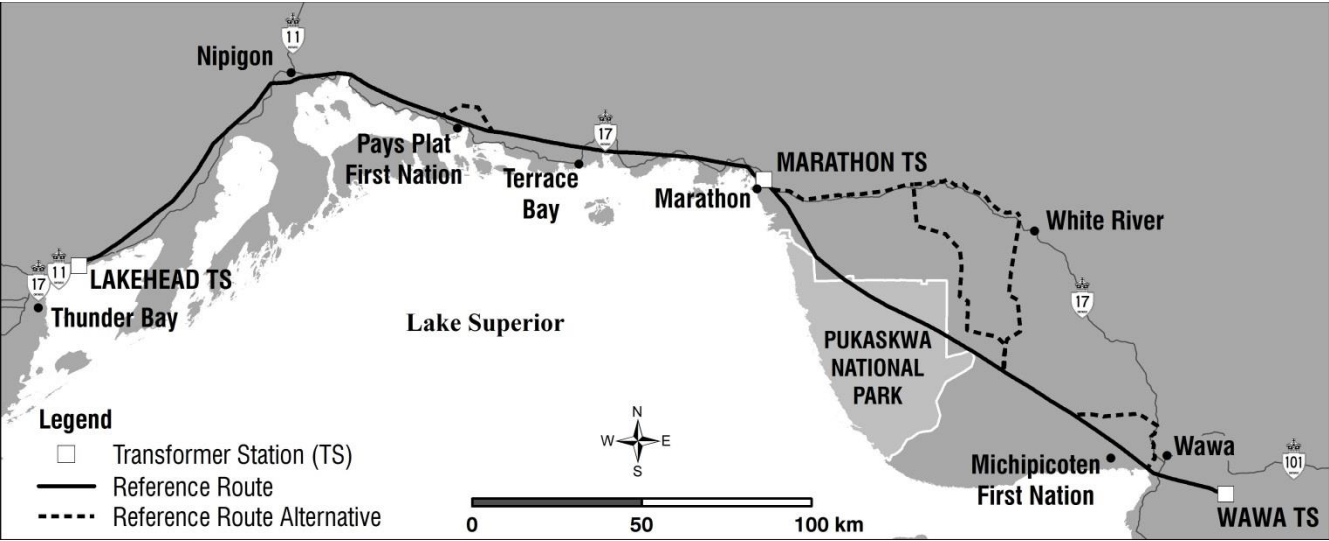 11
Nipigon
17
Pays Plat
First Nation
Terrace
Bay
MARATHON TS
Marathon
White River
11
17
LAKEHEAD TS
Thunder Bay
17
Lake Superior
PUKASKWA
NATIONAL
PARK
Legend
Transformer Station (TS)
Reference Route
Reference Route Alternative
N
W
E
S
0
50
100 km
Michipicoten
First Nation
Wawa
101
WAWA TS